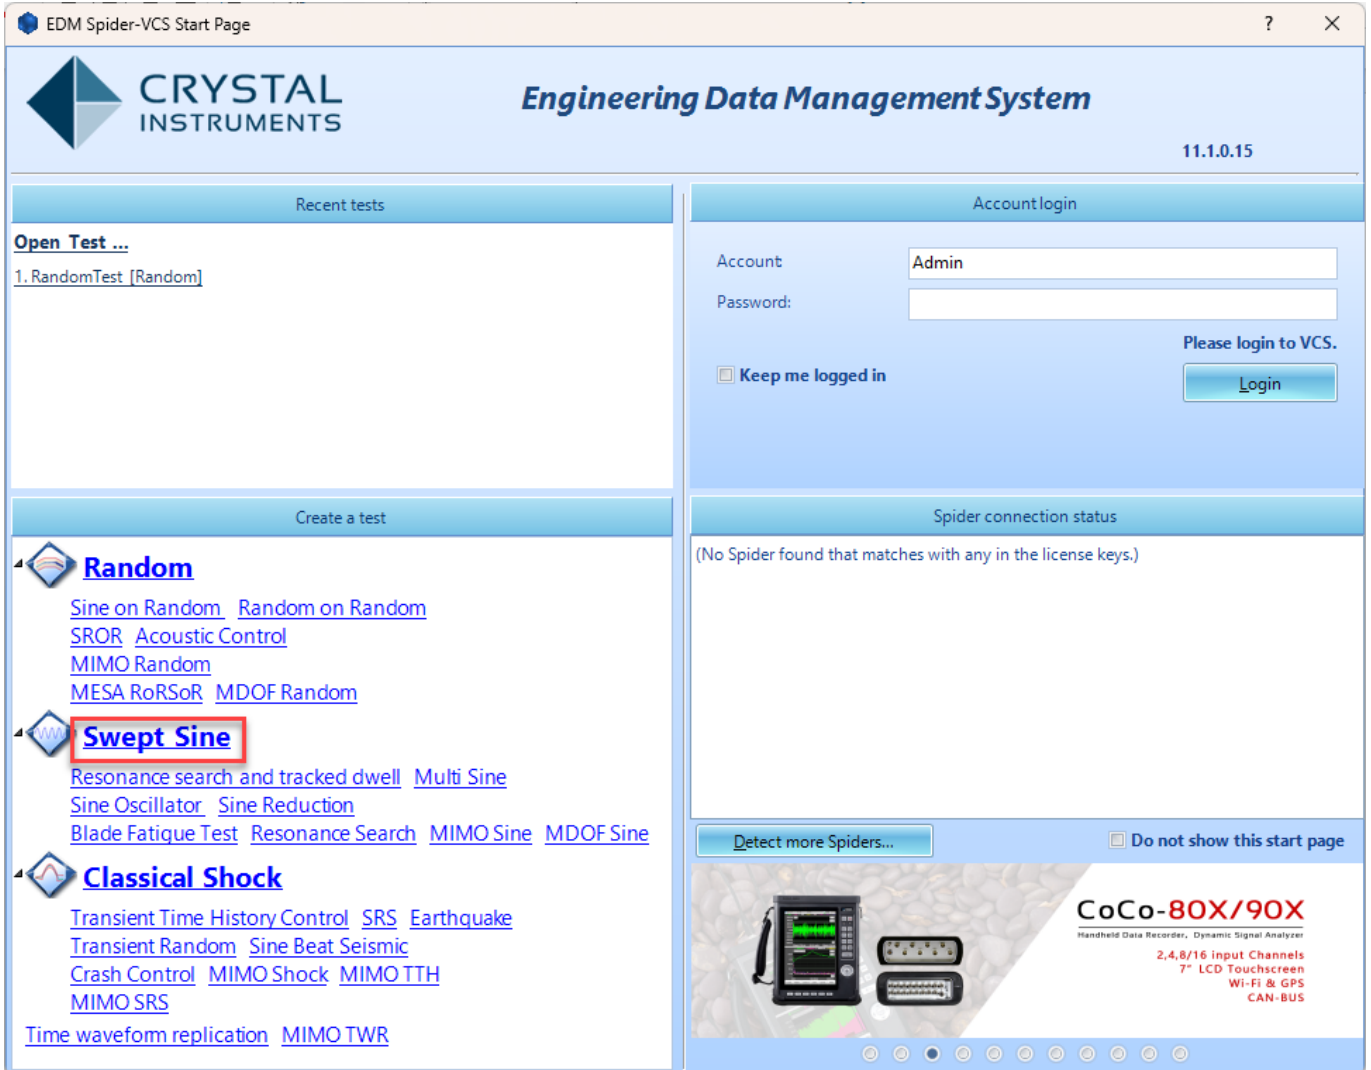 EDM Spider-VCS Start Page
?
CRYSTAL
INSTRUMENTS
Engineering Data Management System
11.1.0.15
Recent tests
Open Test ...
1. RandomTest [Random]
Account login
Account
Admin
Password:
Please login to VCS.
Keep me logged in
Login
Create a test
Random
Sine on Random Random on Random
SROR Acoustic Control
MIMO Random
MESA RoRSoR MDOF Random
Swept Sine
Resonance search and tracked dwell Multi Sine
Sine Oscillator Sine Reduction
Blade Fatigue Test Resonance Search MIMO Sine MDOF Sine
Classical Shock
Transient Time History Control SRS Earthquake
Transient Random Sine Beat Seismic
Crash Control MIMO Shock MIMO TTH
MIMO SRS
Time waveform replication MIMO TWR
Spider connection status
(No Spider found that matches with any in the license keys.)
Detect more Spiders...
Do not show this start page
CoCo-80X/90X
Handheld Data Recorder, Dynamic Signal Analyzer
2,4,8/16 input Channels
7" LCD Touchscreen
Wi-Fi & GPS
CAN-BUS